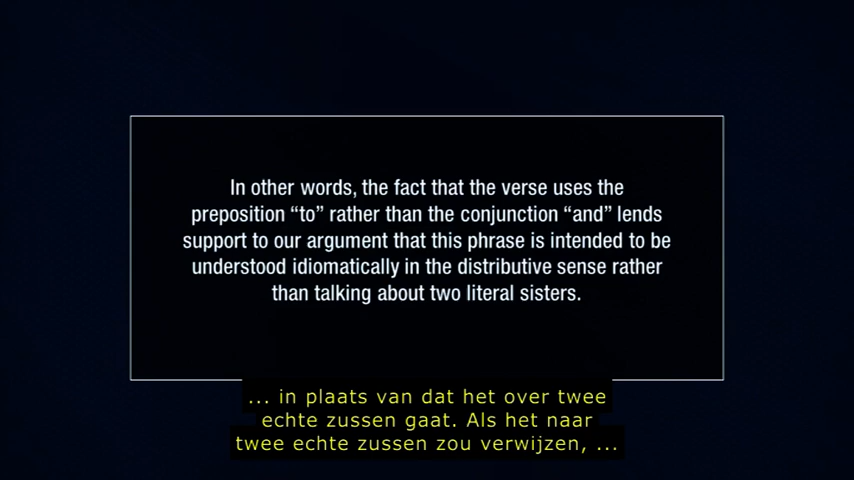 In other words, the fact that the verse uses the
preposition “to” rather than the conjunction “and” lends
support to our argument that this phrase is intended to be
understood idiomatically in the distributive sense rather
than talking about two literal sisters.
... in plaats van dat het over twee
echte zussen gaat. Als het naar
twee echte zussen zou verwijzen, ...